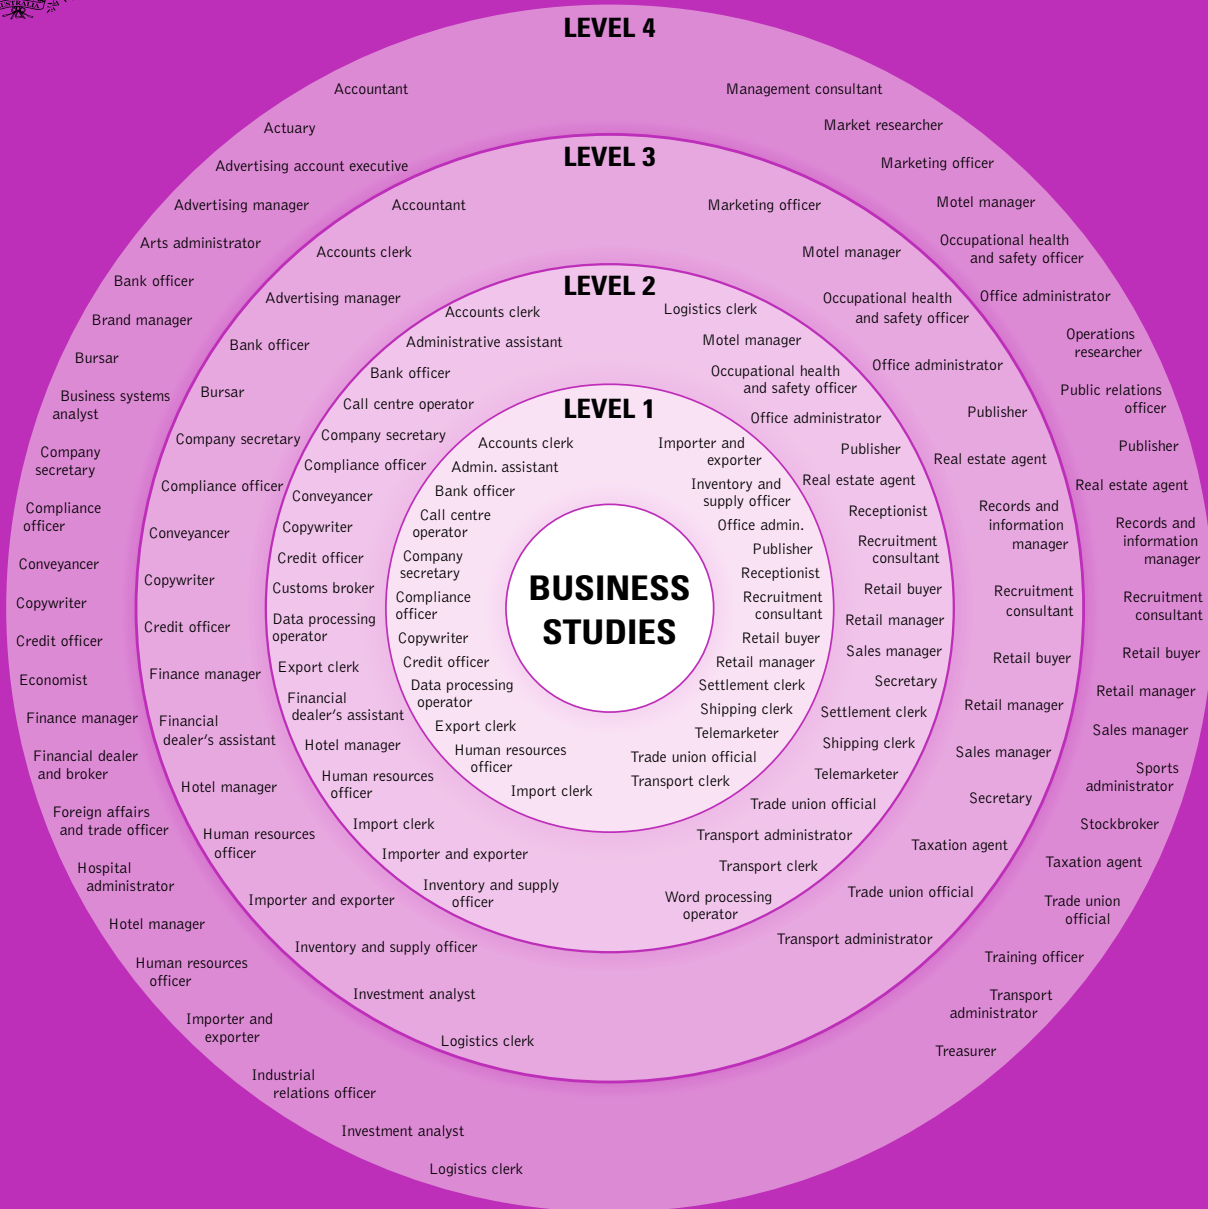 AUSTRALIA
LEVEL 4
Accountant
Actuary
Advertising account executive
Advertising manager
Arts administrator
Bank officer
Brand manager
Bursar
Business systems
analyst
Company
secretary
Compliance
officer
Conveyancer
Copywriter
Credit officer
Economist
Finance manager
Financial dealer
and broker
Foreign affairs
and trade officer
Hospital
administrator
Hotel manager
Human resources
officer
Importer and
exporter
Industrial
relations officer
Investment analyst
Logistics clerk
Management consultant
Market researcher
Marketing officer
Motel manager
Occupational health
and safety officer
Office administrator
Operations
researcher
Public relations
officer
Publisher
Real estate agent
Records and
information
manager
Recruitment
consultant
Retail buyer
Retail manager
Sales manager
Sports
administrator
Stockbroker
Taxation agent
Trade union
official
Training officer
Transport
administrator
Treasurer
LEVEL 3
Accountant
Accounts clerk
Advertising manager
Bank officer
Bursar
Company secretary
Compliance officer
Conveyancer
Copywriter
Credit officer
Finance manager
Financial
dealer's assistant
Hotel manager
Human resources
officer
Importer and exporter
Inventory and supply officer
Investment analyst
Logistics clerk
Marketing officer
Motel manager
Occupational health
and safety officer
Office administrator
Publisher
Real estate agent
Records and
information
manager
Recruitment
consultant
Retail buyer
Retail manager
Sales manager
Secretary
Taxation agent
Trade union official
Transport administrator
LEVEL 2
Accounts clerk
Administrative assistant
Bank officer
Call centre operator
Company secretary
Compliance officer
Conveyancer
Copywriter
Credit officer
Customs broker
Data processing
operator
Export clerk
Financial
dealer's assistant
Hotel manager
Human resources
officer
Import clerk
Importer and exporter
Inventory and supply
officer
Logistics clerk
Motel manager
Occupational health
and safety officer
Office administrator
Publisher
Real estate agent
Receptionist
Recruitment
consultant
Retail buyer
Retail manager
Sales manager
Secretary
Settlement clerk
Shipping clerk
Telemarketer
Trade union official
Transport administrator
Transport clerk
Word processing
operator
LEVEL 1
Accounts clerk
Admin. assistant
Bank officer
Call centre
operator
Company
secretary
Compliance
officer
Copywriter
Credit officer
Data processing
operator
Export clerk
Human resources
officer
Import clerk
Importer and
exporter
Inventory and
supply officer
Office admin.
Publisher
Receptionist
Recruitment
consultant
Retail buyer
Retail manager
Settlement clerk
Shipping clerk
Telemarketer
Trade union official
Transport clerk
BUSINESS
STUDIES